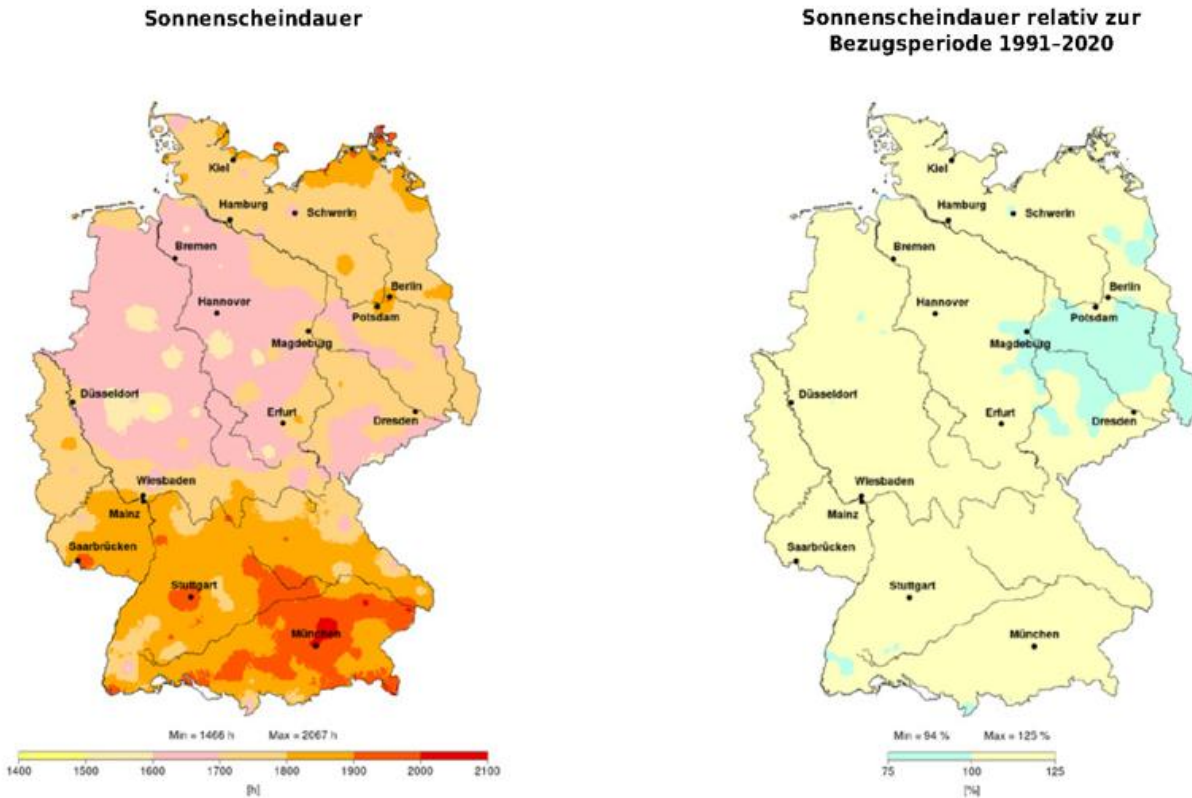 Sonnenscheindauer
Sonnenscheindauer relativ zur
Bezugsperiode 1991–2020
Kiel
Hamburg
Schwerin
Bremen
Berlin
Hannover
Potsdam
Magdeburg
Düsseldorf
Erfurt
Dresden
Wiesbaden
Mainz
Saarbrücken
Stuttgart
München
Min = 1466 h Max = 2067 h
1400 1500 1600 1700 1800 1900 2000 2100
[h]
Kiel
Hamburg
Schwerin
Bremen
Berlin
Hannover
Potsdam
Magdeburg
Düsseldorf
Erfurt
Dresden
Wiesbaden
Mainz
Saarbrücken
Stuttgart
München
Min = 94 % Max = 125 %
75 100 125
[%]